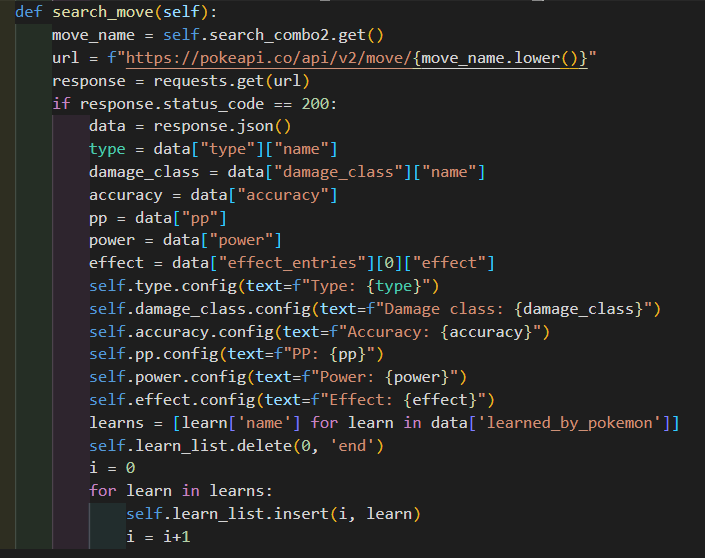 def search_move(self):
    move_name = self.search_combo2.get()
    url = f"https://pokeapi.co/api/v2/move/{move_name.lower()}"
    response = requests.get(url)
    if response.status_code == 200:
        data = response.json()
        type = data["type"]["name"]
        damage_class = data["damage_class"]["name"]
        accuracy = data["accuracy"]
        pp = data["pp"]
        power = data["power"]
        effect = data["effect_entries"][0]["effect"]
        self.type.config(text=f"Type: {type}")
        self.damage_class.config(text=f"Damage class: {damage_class}")
        self.accuracy.config(text=f"Accuracy: {accuracy}")
        self.pp.config(text=f"PP: {pp}")
        self.power.config(text=f"Power: {power}")
        self.effect.config(text=f"Effect: {effect}")
        learns = [learn['name'] for learn in data['learned_by_pokemon']]
        self.learn_list.delete(0, 'end')
        i = 0
        for learn in learns:
            self.learn_list.insert(i, learn)
            i = i+1